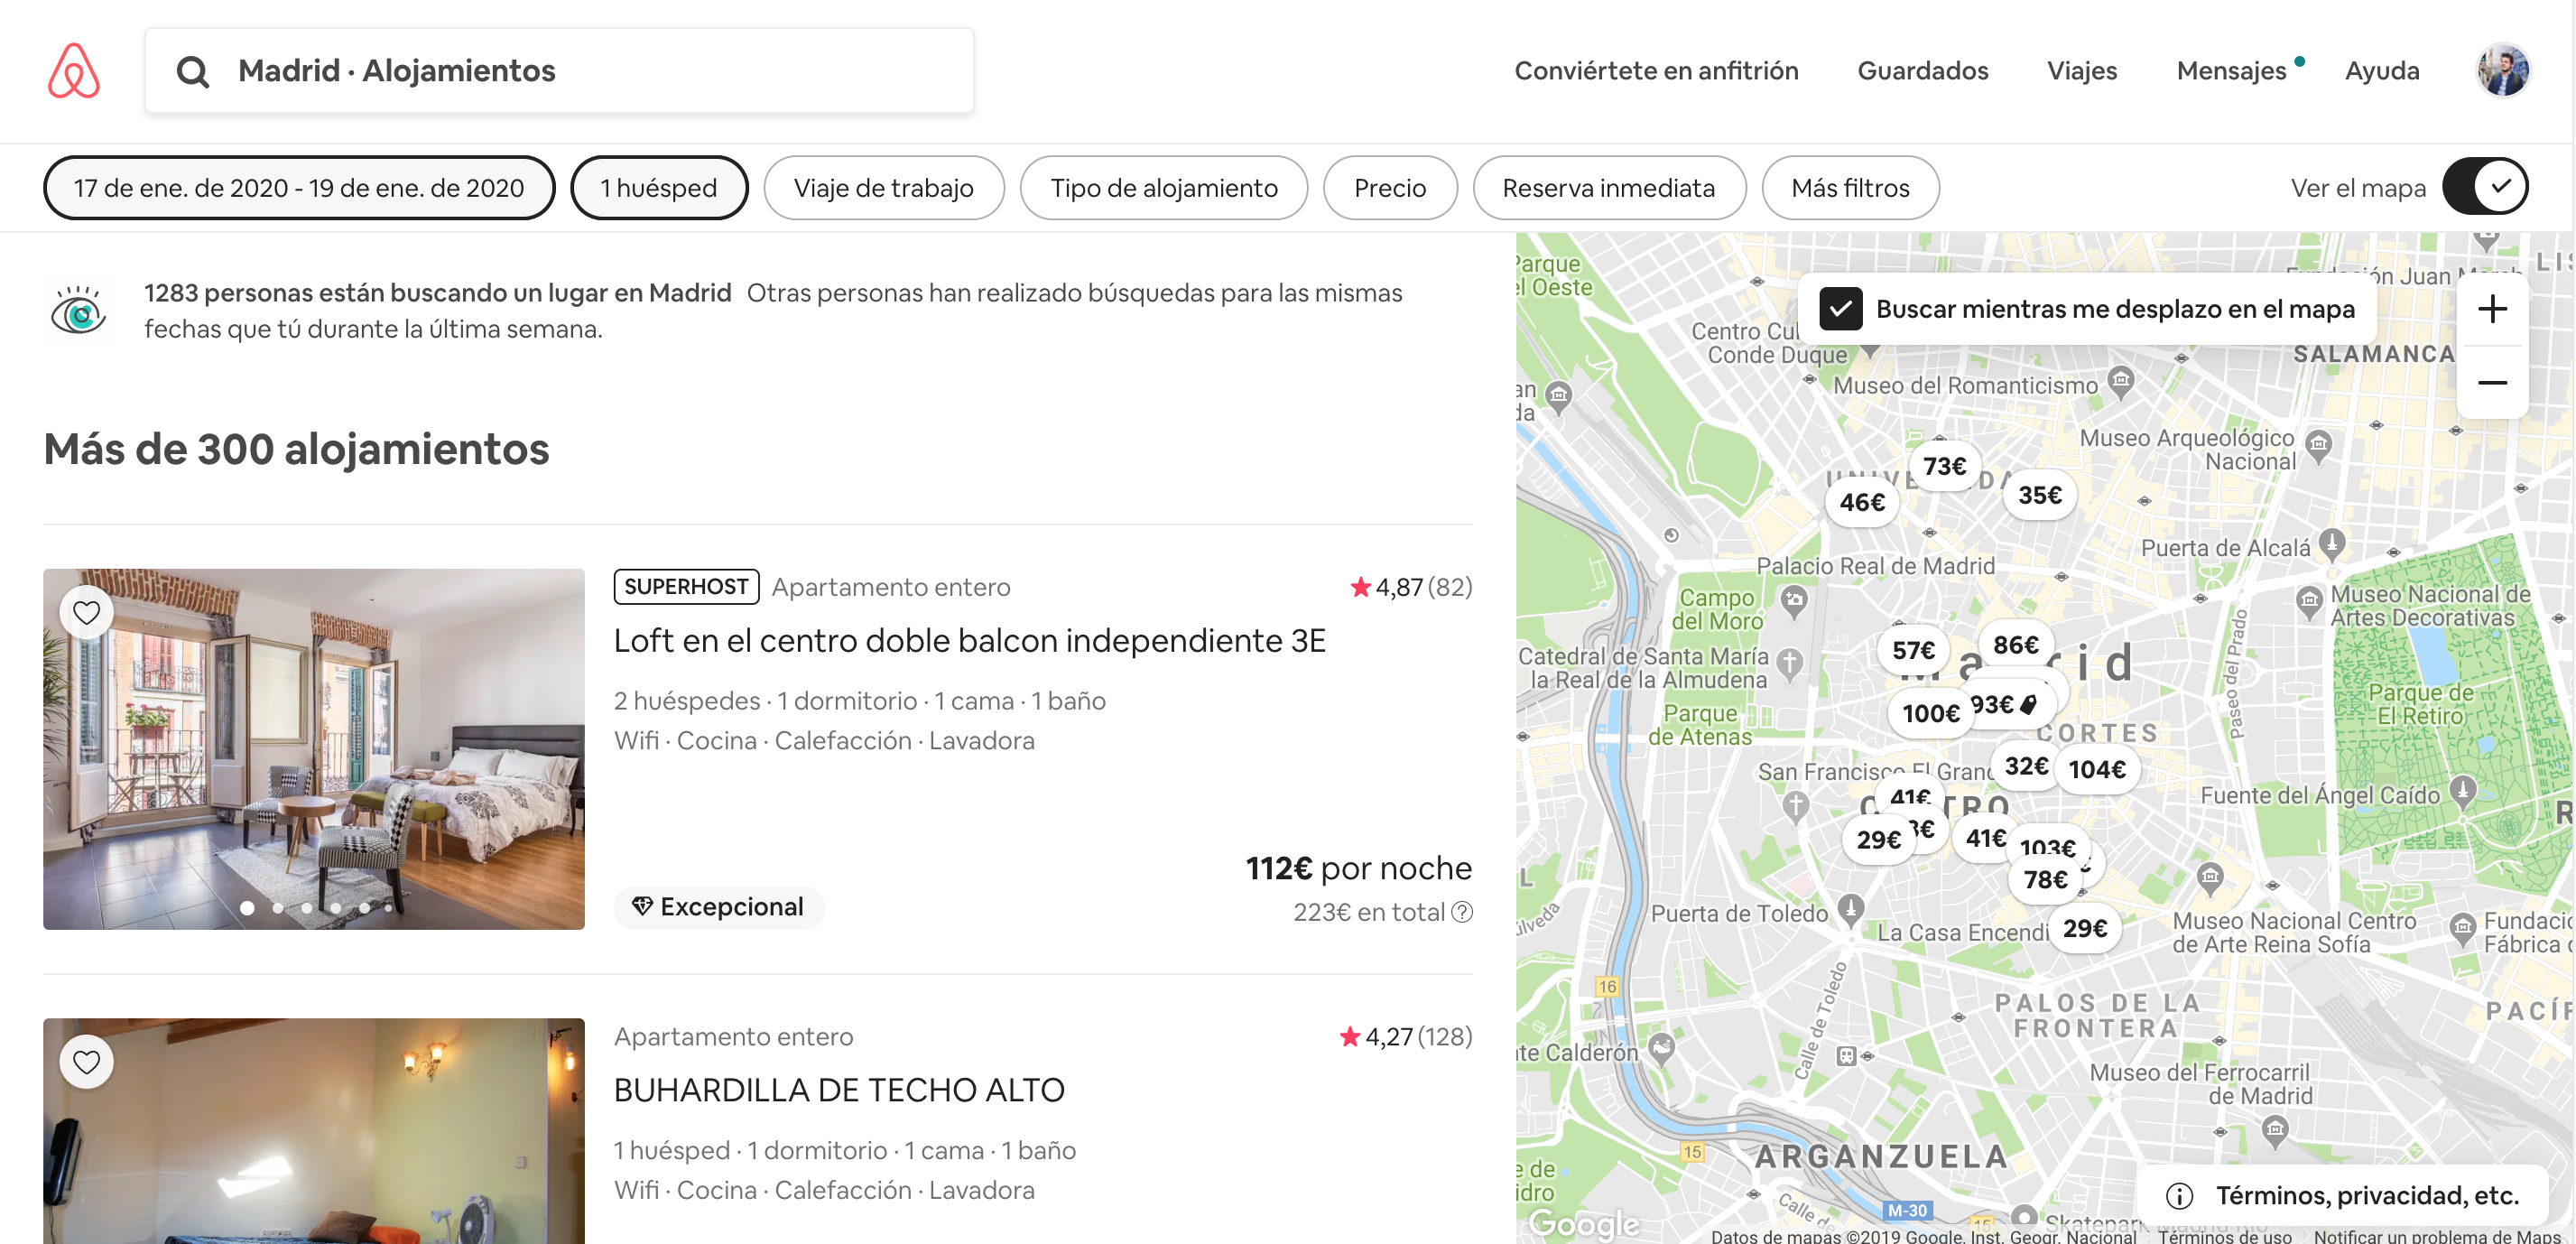 Madrid · Alojamientos
Conviértete en anfitrión
Guardados
Viajes
Mensajes
Ayuda
17 de ene. de 2020 - 19 de ene. de 2020
1 huésped
Viaje de trabajo
Tipo de alojamiento
Precio
Reserva inmediata
Más filtros
Ver el mapa
1283 personas están buscando un lugar en Madrid Otras personas han realizado búsquedas para las mismas
fechas que tú durante la última semana.
Más de 300 alojamientos
SUPERHOST Apartamento entero
4,87 (82)
Loft en el centro doble balcon independiente 3E
2 huéspedes · 1 dormitorio · 1 cama · 1 baño
Wifi · Cocina · Calefacción · Lavadora
112€ por noche
Excepcional
223€ en total
Apartamento entero
4,27 (128)
BUHARDILLA DE TECHO ALTO
1 huésped · 1 dormitorio · 1 cama · 1 baño
Wifi · Cocina · Calefacción · Lavadora
Parque
el Oeste
Buscar mientras me desplazo en el mapa
Centro
Conde Duque
SALAMANCA
Museo del Romanticismo
Museo Arqueológico
Nacional
73€
46€
35€
Puerta de Alcalá
Palacio Real de Madrid
Museo Nacional de
Artes Decorativas
Campo
del Moro
Paseo del Prado
57€
86€
Catedral de Santa María
la Real de la Almudena
Parque de
El Retiro
Parque
de Atenas
100€
93€
CORTES
San Francisco El
32€
104€
Fuente del Ángel Caído
41€
29€
41€
103€
78€
Puerta de Toledo
La Casa
29€
Museo Nacional Centro
de Arte Reina Sofía
16
Calle de Toledo
PALOS DE LA
FRONTERA
Calderón
Museo del Ferrocarril
de Madrid
15
ARGANZUELA
Términos, privacidad, etc.
M-30
Calle de
15
Google
Datos de mapas ©2019 Google, Inst. Geogr. Nacional
Términos de uso
Notificar un problema de Maps